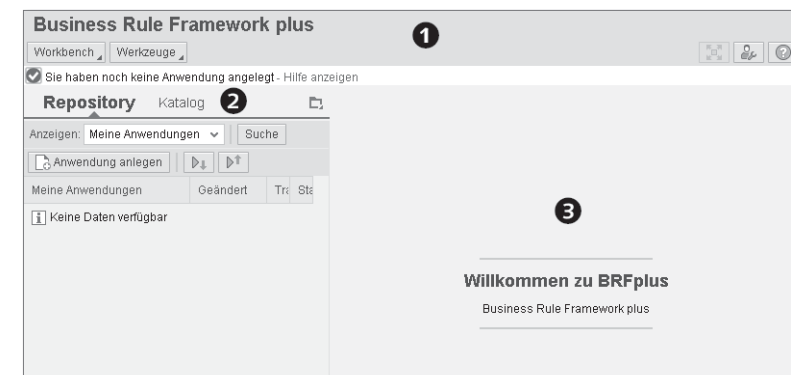 Business Rule Framework plus
1
Workbench Werkzeuge
Sie haben noch keine Anwendung angelegt - Hilfe anzeigen
Repository Katalog 2
Anzeigen: Meine Anwendungen Suche
Anwendung anlegen
Meine Anwendungen Geändert Tra Sta
Keine Daten verfügbar
3
Willkommen zu BRFplus
Business Rule Framework plus